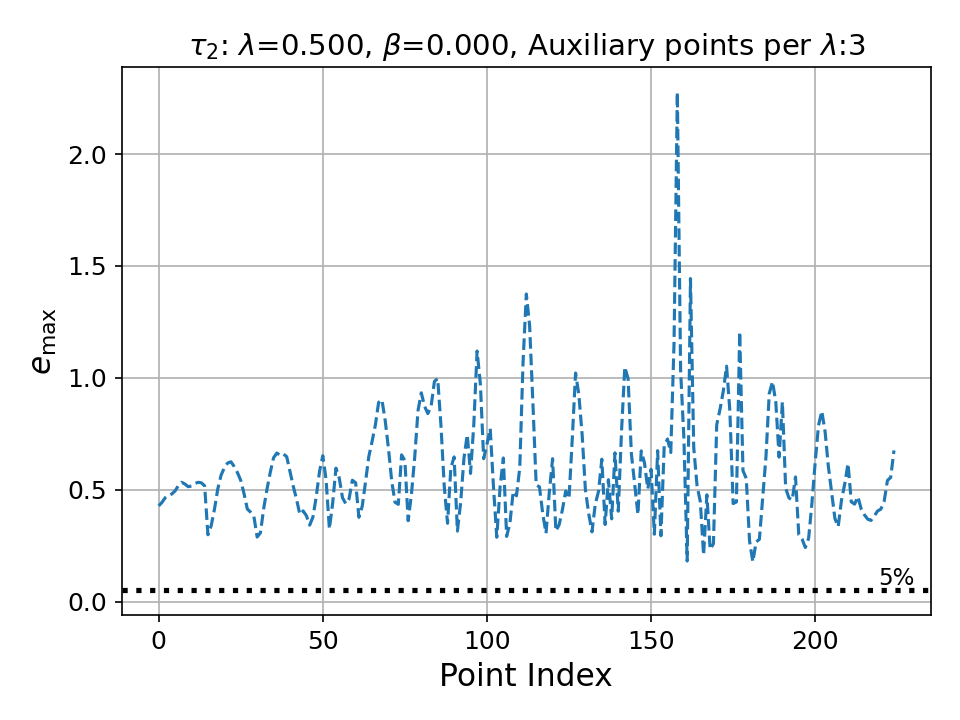 τ₂: λ=0.500, β=0.000, Auxiliary points per λ:3
2.0
1.5
1.0
0.5
0.0
e_max
5%
0 50 100 150 200
Point Index